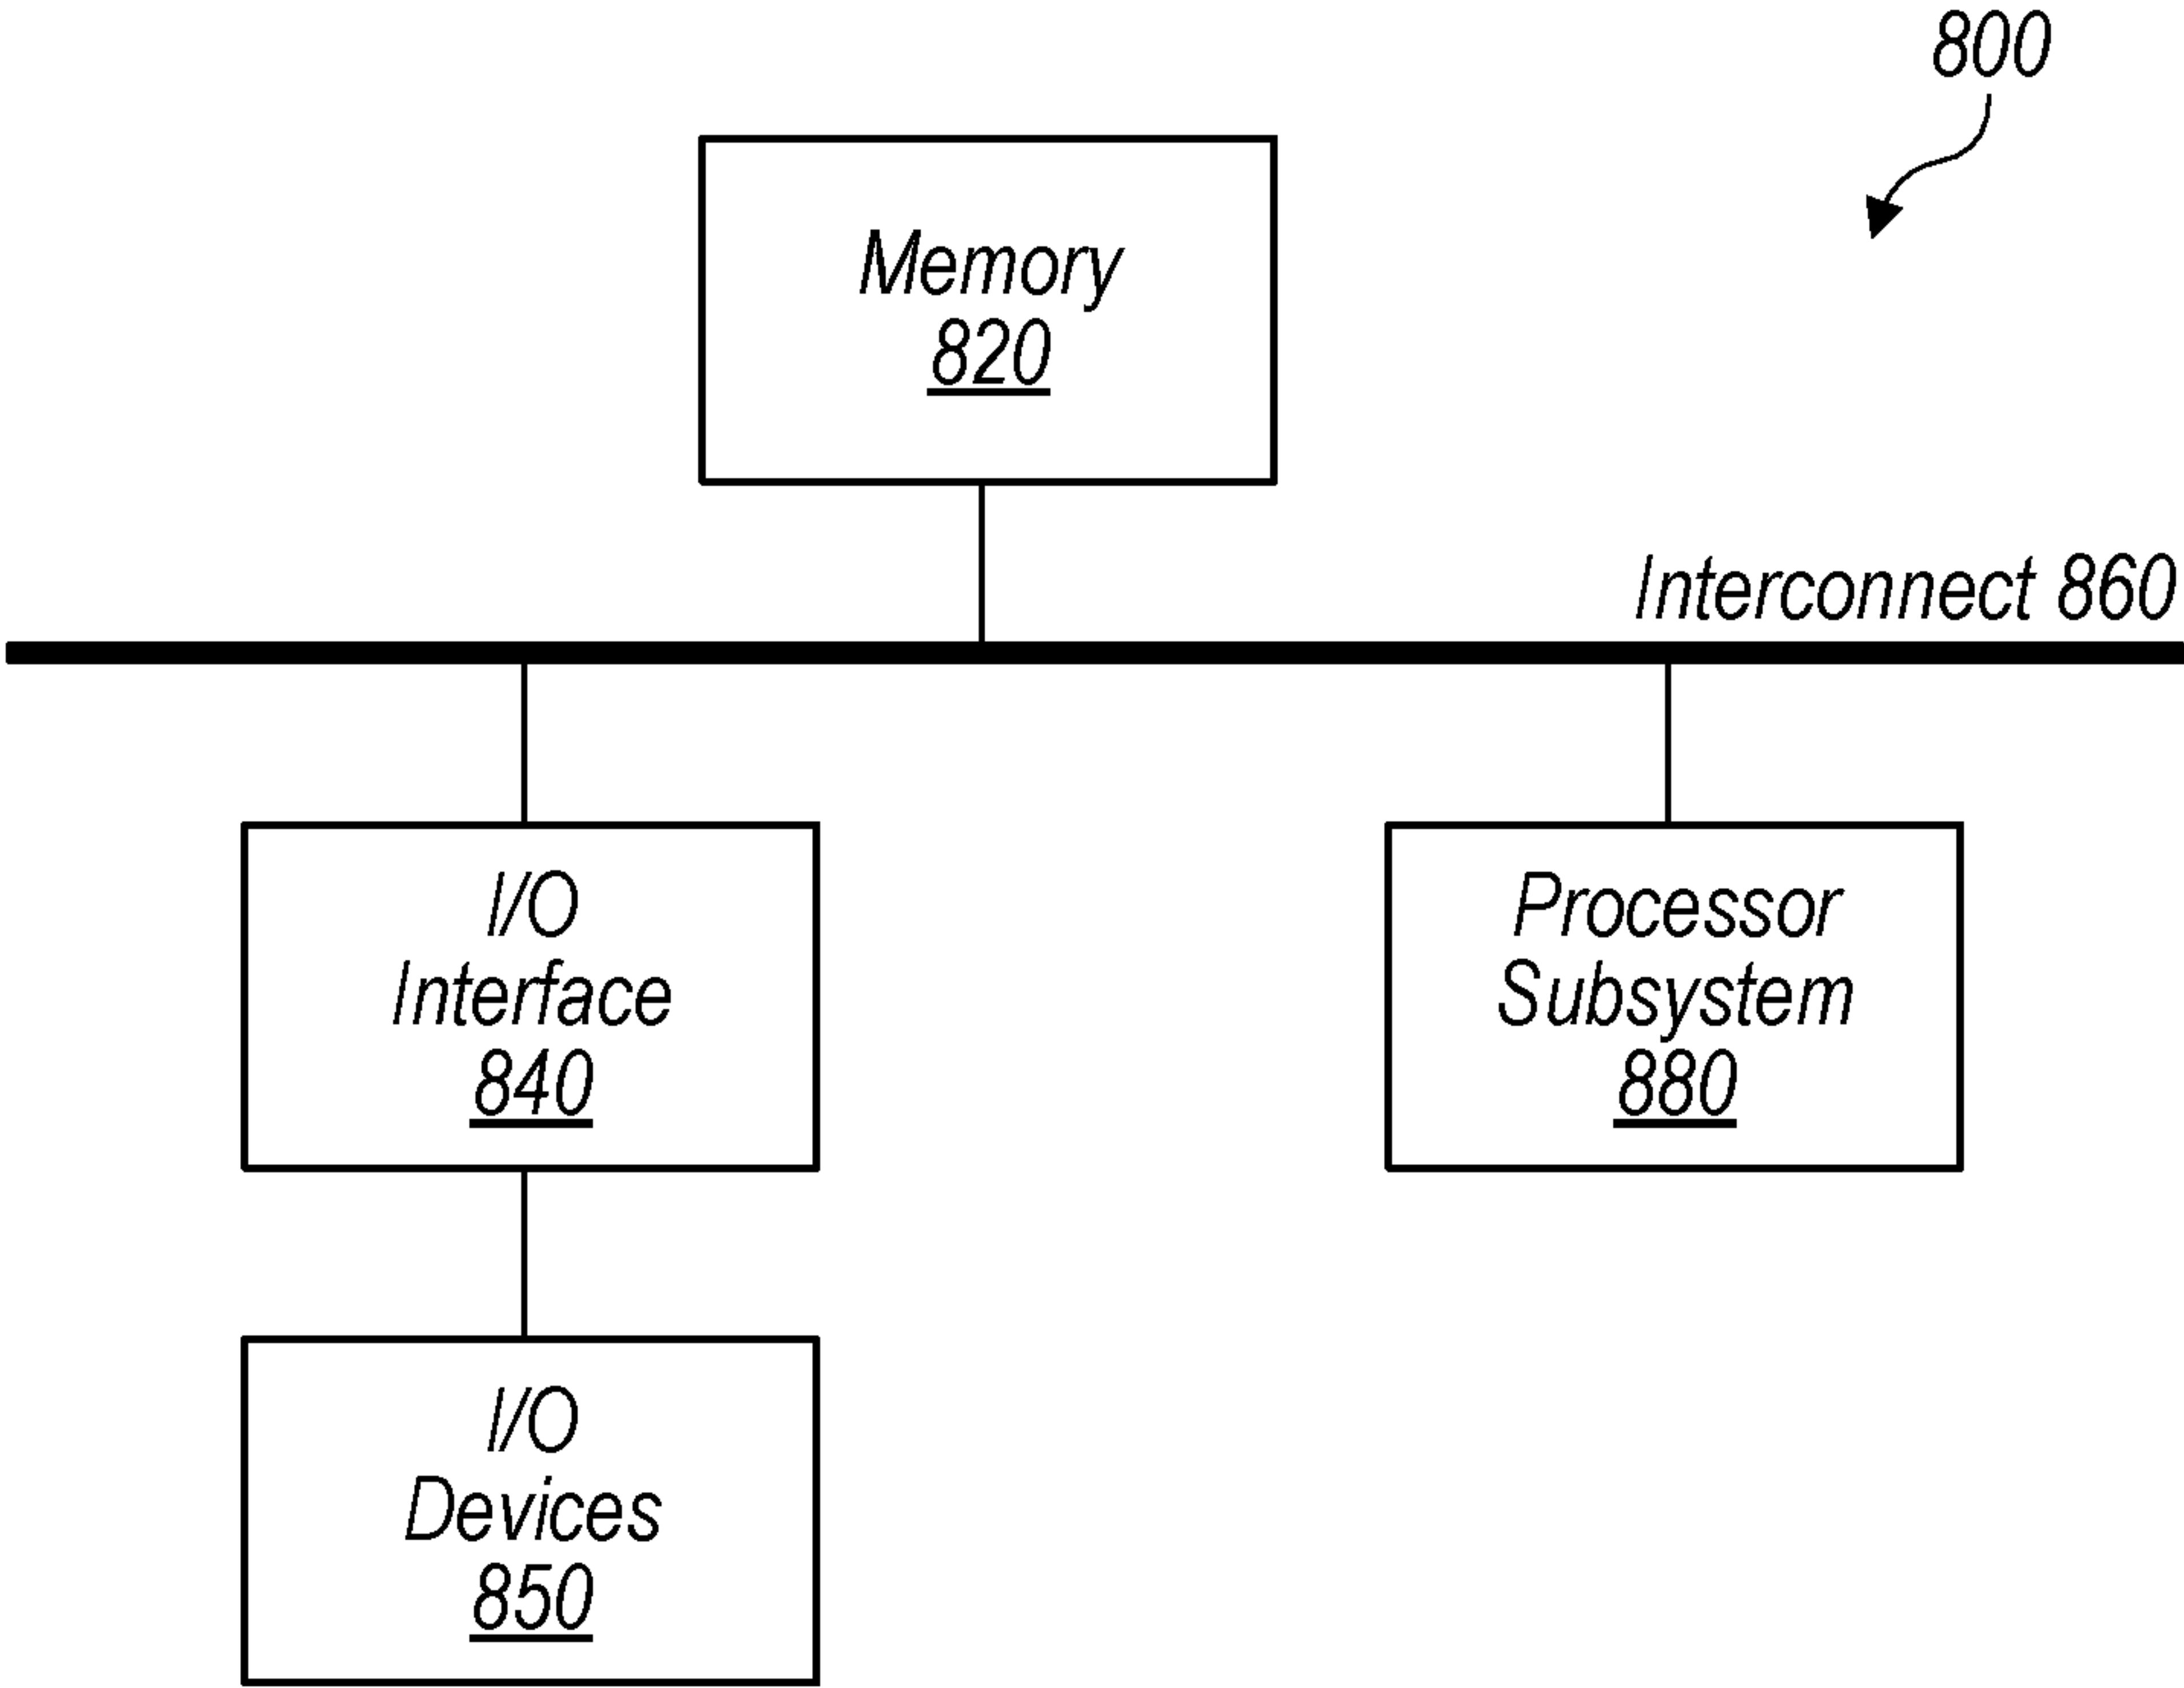 800
Memory
820
Interconnect 860
I/O
Interface
840
Processor
Subsystem
880
I/O
Devices
850